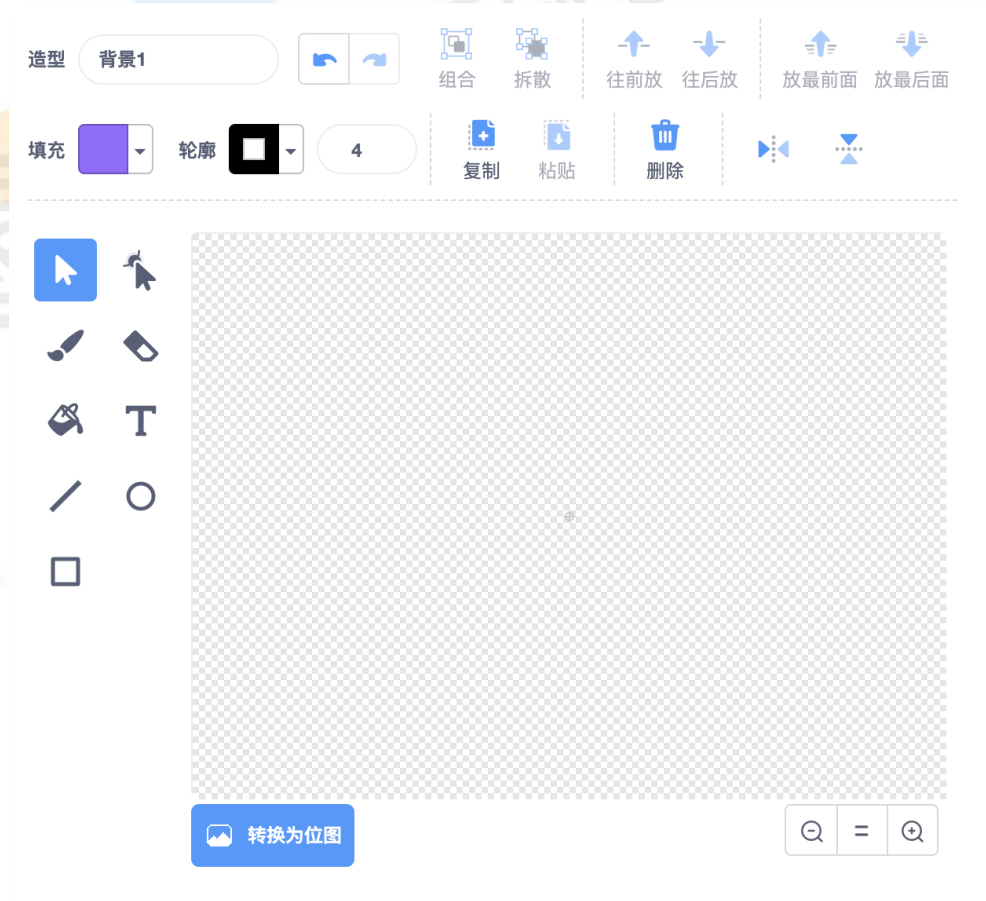 造型 背景1
组合 拆散 往前放 往后放 放最前面 放最后面
填充 轮廓 4
复制 粘贴 删除
T
转换为位图